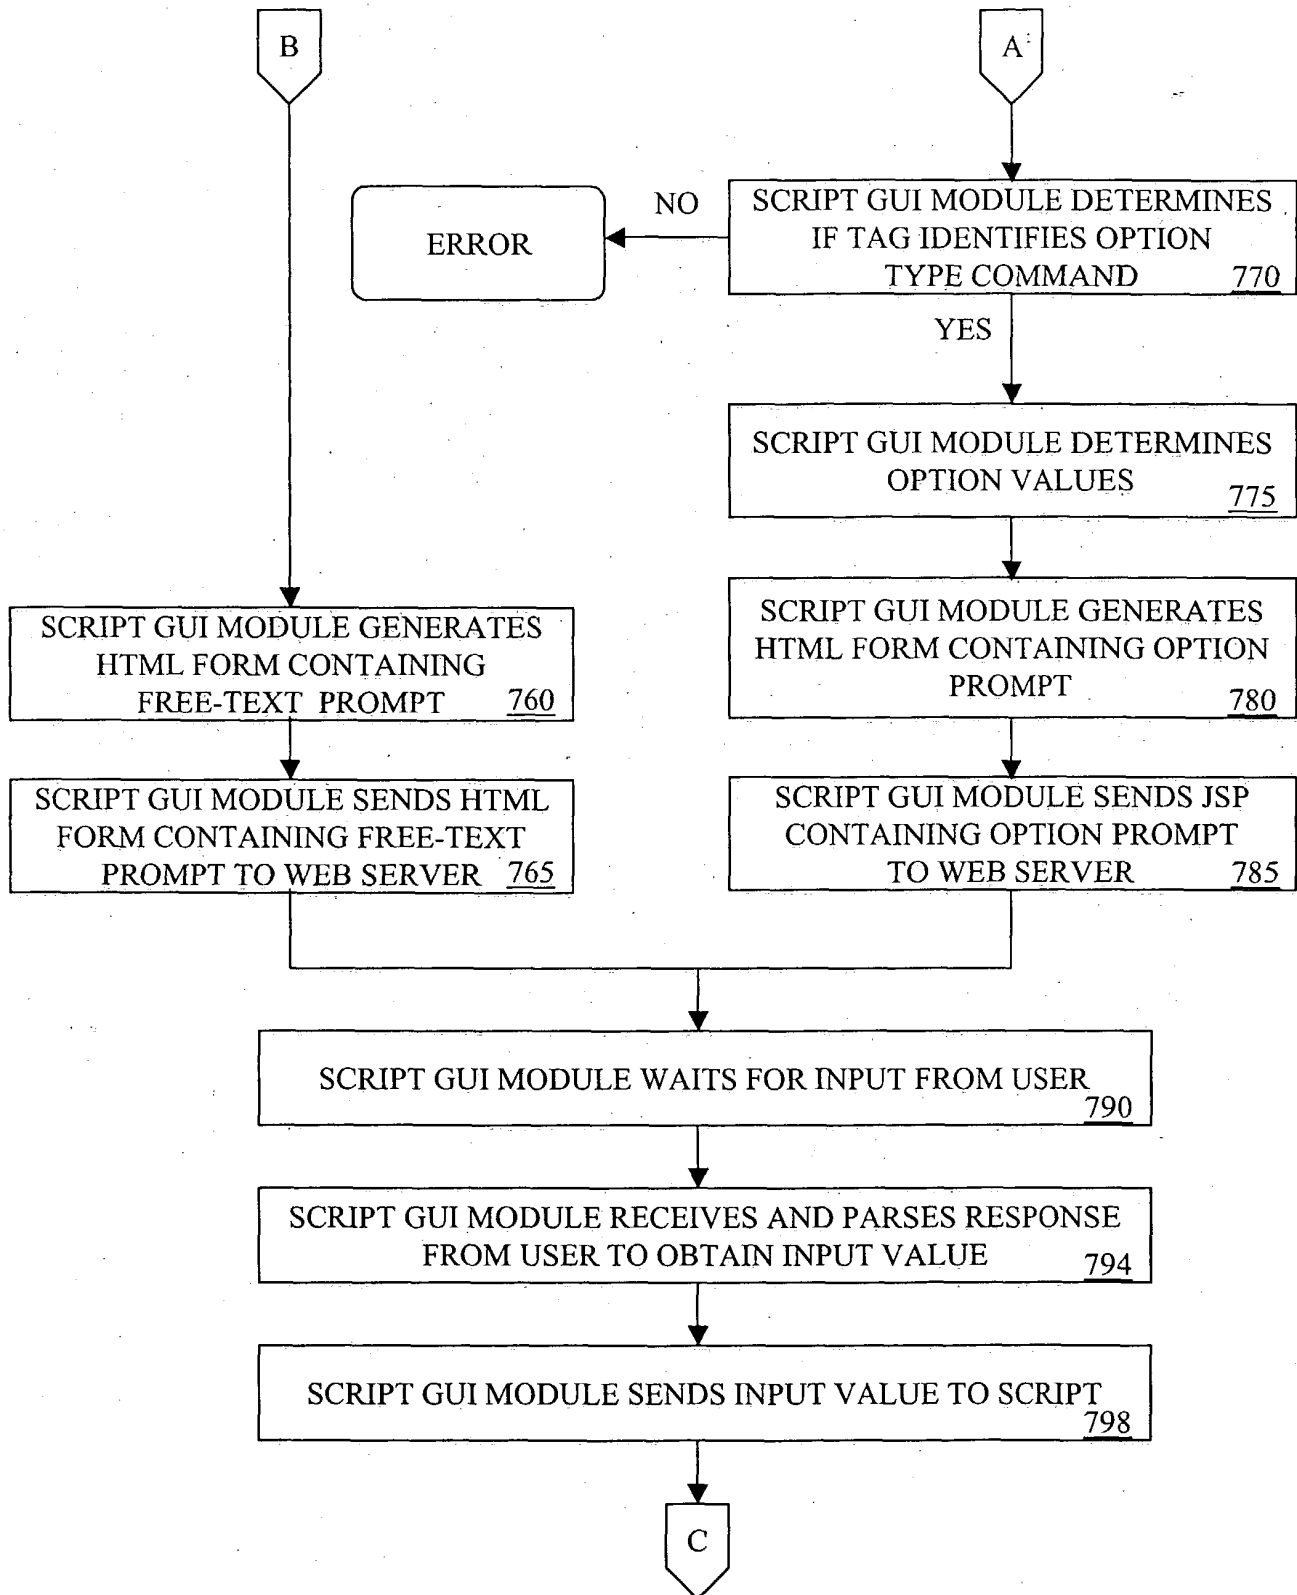 B
A
SCRIPT GUI MODULE DETERMINES
IF TAG IDENTIFIES OPTION
TYPE COMMAND 770
NO
ERROR
YES
SCRIPT GUI MODULE DETERMINES
OPTION VALUES
775
SCRIPT GUI MODULE GENERATES
HTML FORM CONTAINING
FREE-TEXT PROMPT 760
SCRIPT GUI MODULE GENERATES
HTML FORM CONTAINING OPTION
PROMPT 780
SCRIPT GUI MODULE SENDS HTML
FORM CONTAINING FREE-TEXT
PROMPT TO WEB SERVER 765
SCRIPT GUI MODULE SENDS JSP
CONTAINING OPTION PROMPT
TO WEB SERVER 785
SCRIPT GUI MODULE WAITS FOR INPUT FROM USER
790
SCRIPT GUI MODULE RECEIVES AND PARSES RESPONSE
FROM USER TO OBTAIN INPUT VALUE 794
SCRIPT GUI MODULE SENDS INPUT VALUE TO SCRIPT
798
C